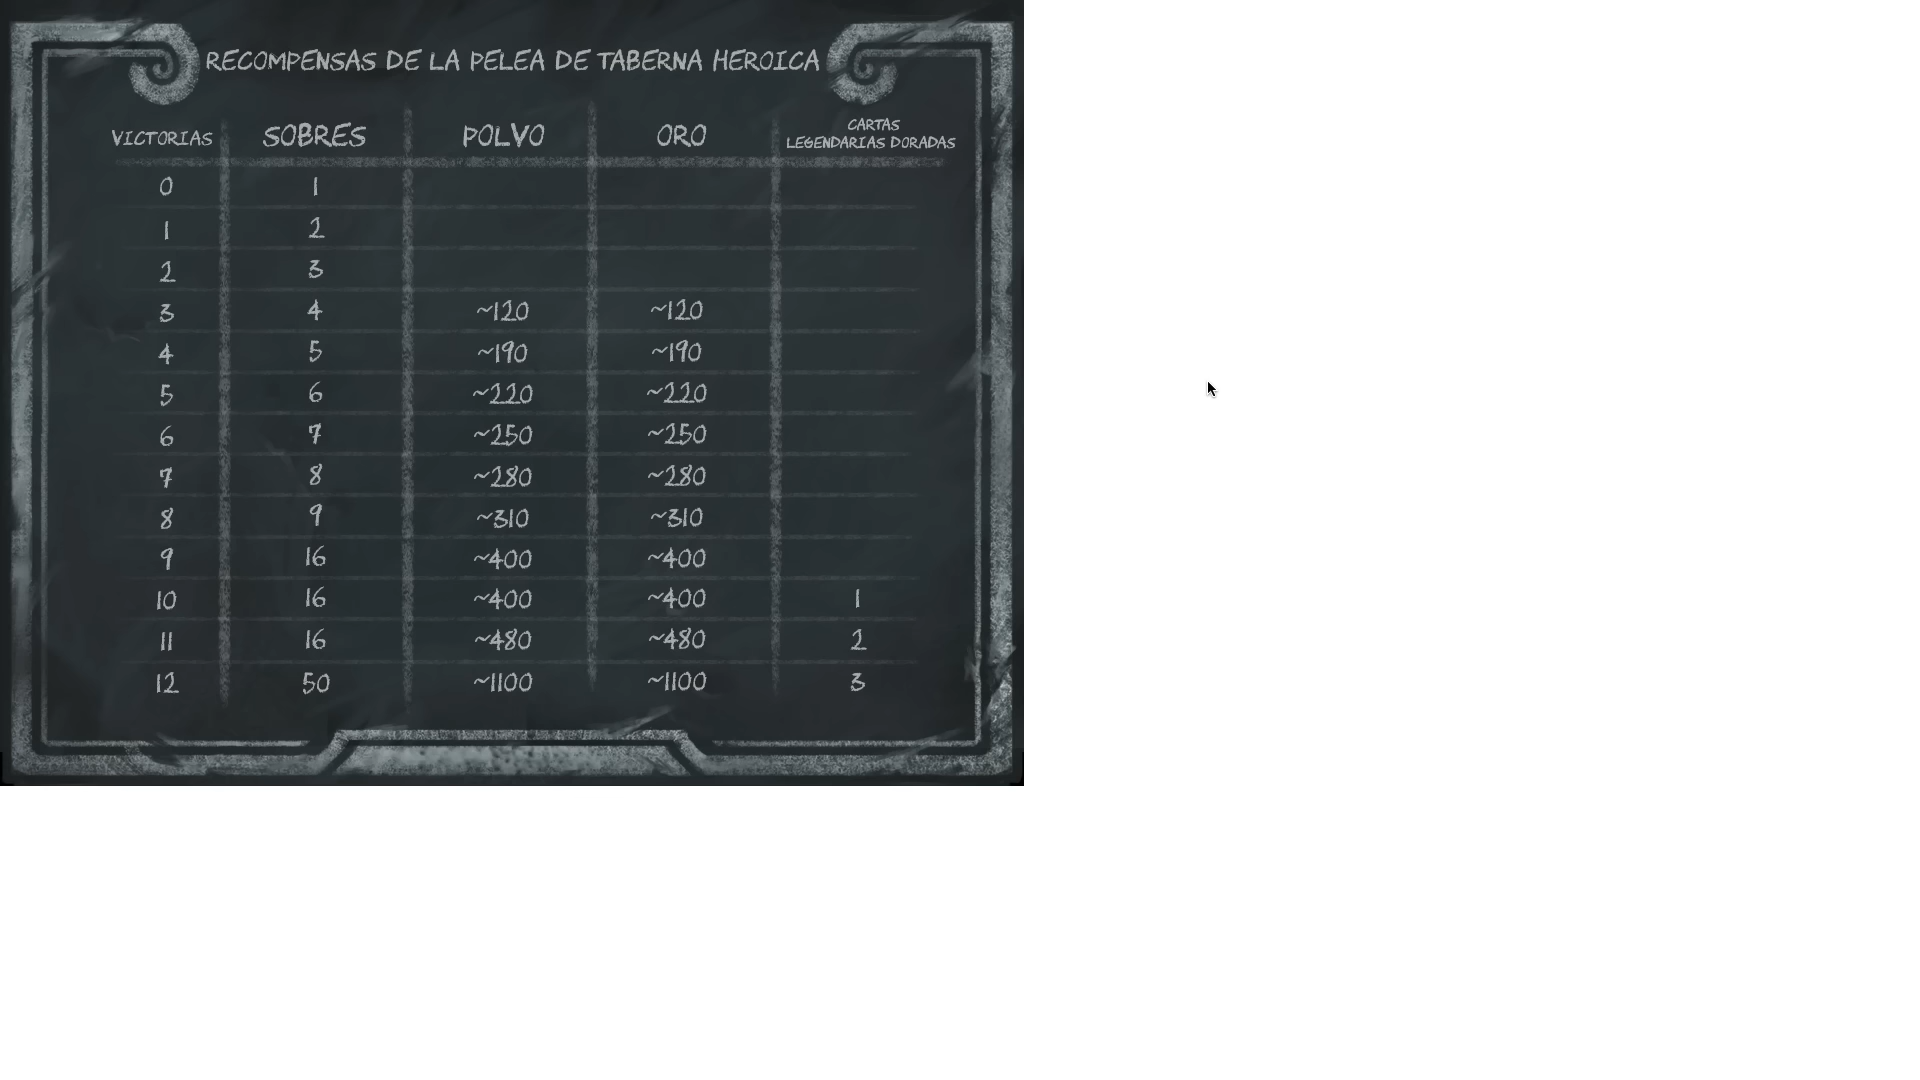 RECOMPENSAS DE LA PELEA DE TABERNA HEROICA
VICTORIAS SOBRES POLVO ORO CARTAS LEGENDARIAS DORADAS
0 1
1 2
2 3
3 4 ~120 ~120
4 5 ~190 ~190
5 6 ~220 ~220
6 7 ~250 ~250
7 8 ~280 ~280
8 9 ~310 ~310
9 16 ~400 ~400
10 16 ~400 ~400 1
11 16 ~480 ~480 2
12 50 ~1100 ~1100 3